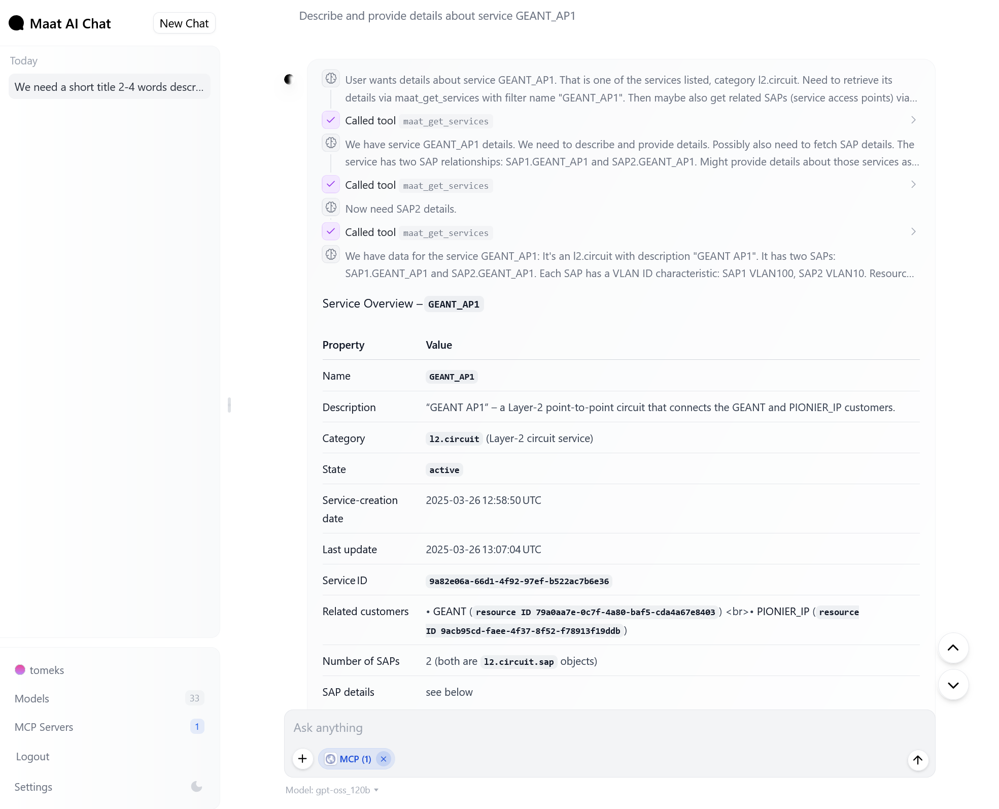 Maat AI Chat
New Chat
Today
We need a short title 2-4 words descr...
tomeks
Models 33
MCP Servers 1
Logout
Settings
Describe and provide details about service GEANT_AP1
User wants details about service GEANT_AP1. That is one of the services listed, category l2.circuit. Need to retrieve its
details via maat_get_services with filter name "GEANT_AP1". Then maybe also get related SAPs (service access points) via...
Called tool maat_get_services
We have service GEANT_AP1 details. We need to describe and provide details. Possibly also need to fetch SAP details. The
service has two SAP relationships: SAP1.GEANT_AP1 and SAP2.GEANT_AP1. Might provide details about those services as...
Called tool maat_get_services
Now need SAP2 details.
Called tool maat_get_services
We have data for the service GEANT_AP1: It's an l2.circuit with description "GEANT AP1". It has two SAPs:
SAP1.GEANT_AP1 and SAP2.GEANT_AP1. Each SAP has a VLAN ID characteristic: SAP1 VLAN100, SAP2 VLAN10. Resourc...
Service Overview – GEANT_AP1
Property Value
Name GEANT_AP1
Description “GEANT AP1” – a Layer-2 point-to-point circuit that connects the GEANT and PIONIER_IP customers.
Category l2.circuit (Layer-2 circuit service)
State active
Service-creation
date
2025-03-26 12:58:50 UTC
Last update 2025-03-26 13:07:04 UTC
Service ID 9a82e06a-66d1-4f92-97ef-b522ac7b6e36
Related customers • GEANT (resource ID 79a0aa7e-0c7f-4a80-baf5-cda4a67e8403) <br>• PIONIER_IP (resource
ID 9acb95cd-faee-4f37-8f52-f78913f19ddb)
Number of SAPs 2 (both are l2.circuit.sap objects)
SAP details see below
Ask anything
MCP (1)
Model: gpt-oss_120b